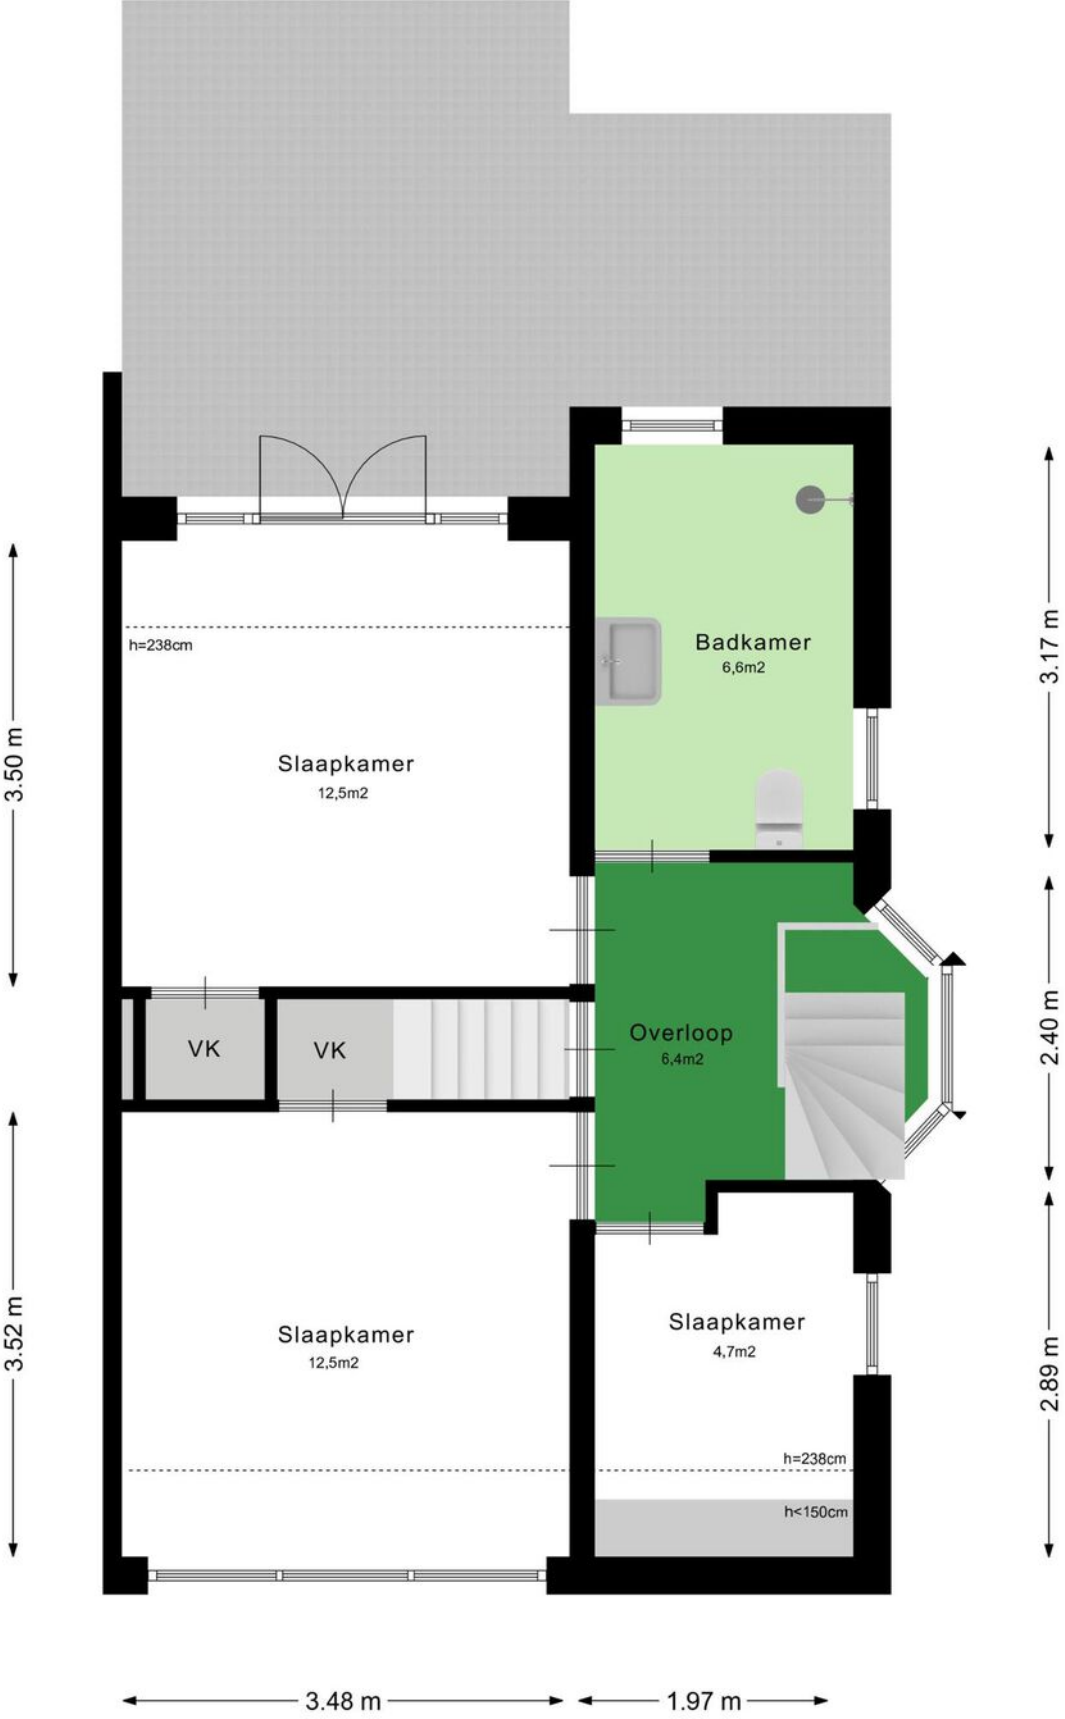 h=238cm
Badkamer
6,6m2
3.17 m
3.50 m
Slaapkamer
12,5m2
VK
VK
Overloop
6,4m2
2.40 m
Slaapkamer
12,5m2
3.52 m
Slaapkamer
4,7m2
2.89 m
h=238cm
h<150cm
3.48 m
1.97 m